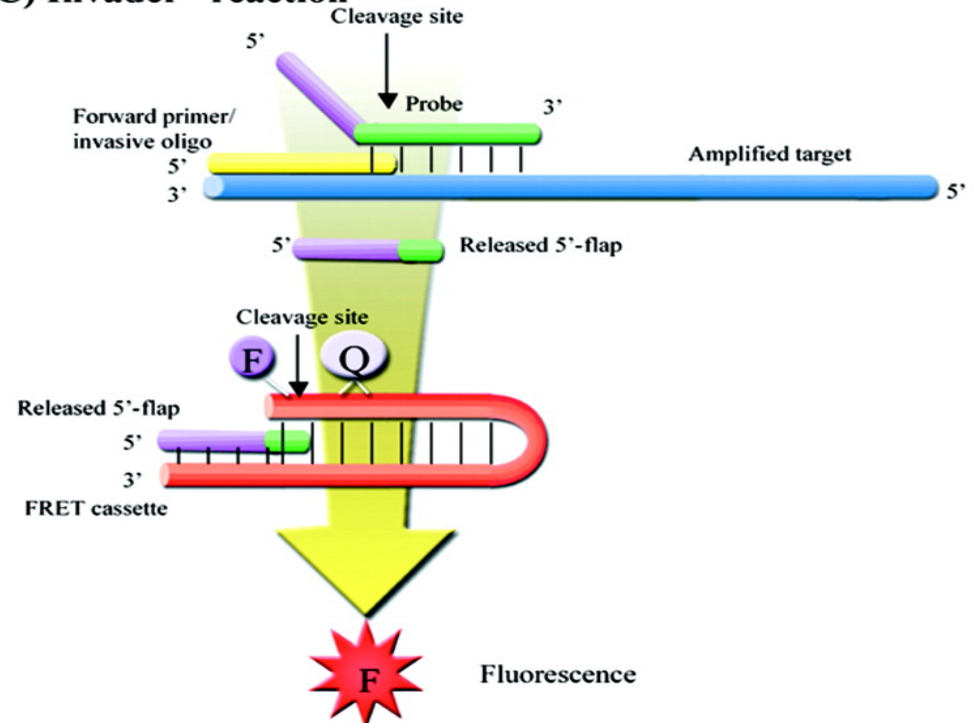 Cleavage site
5’
Probe
3’
Forward primer/
invasive oligo
5’
Amplified target
3’
5’
5’
Released 5’-flap
Cleavage site
F
Q
Released 5’-flap
5’
3’
FRET cassette
F
Fluorescence